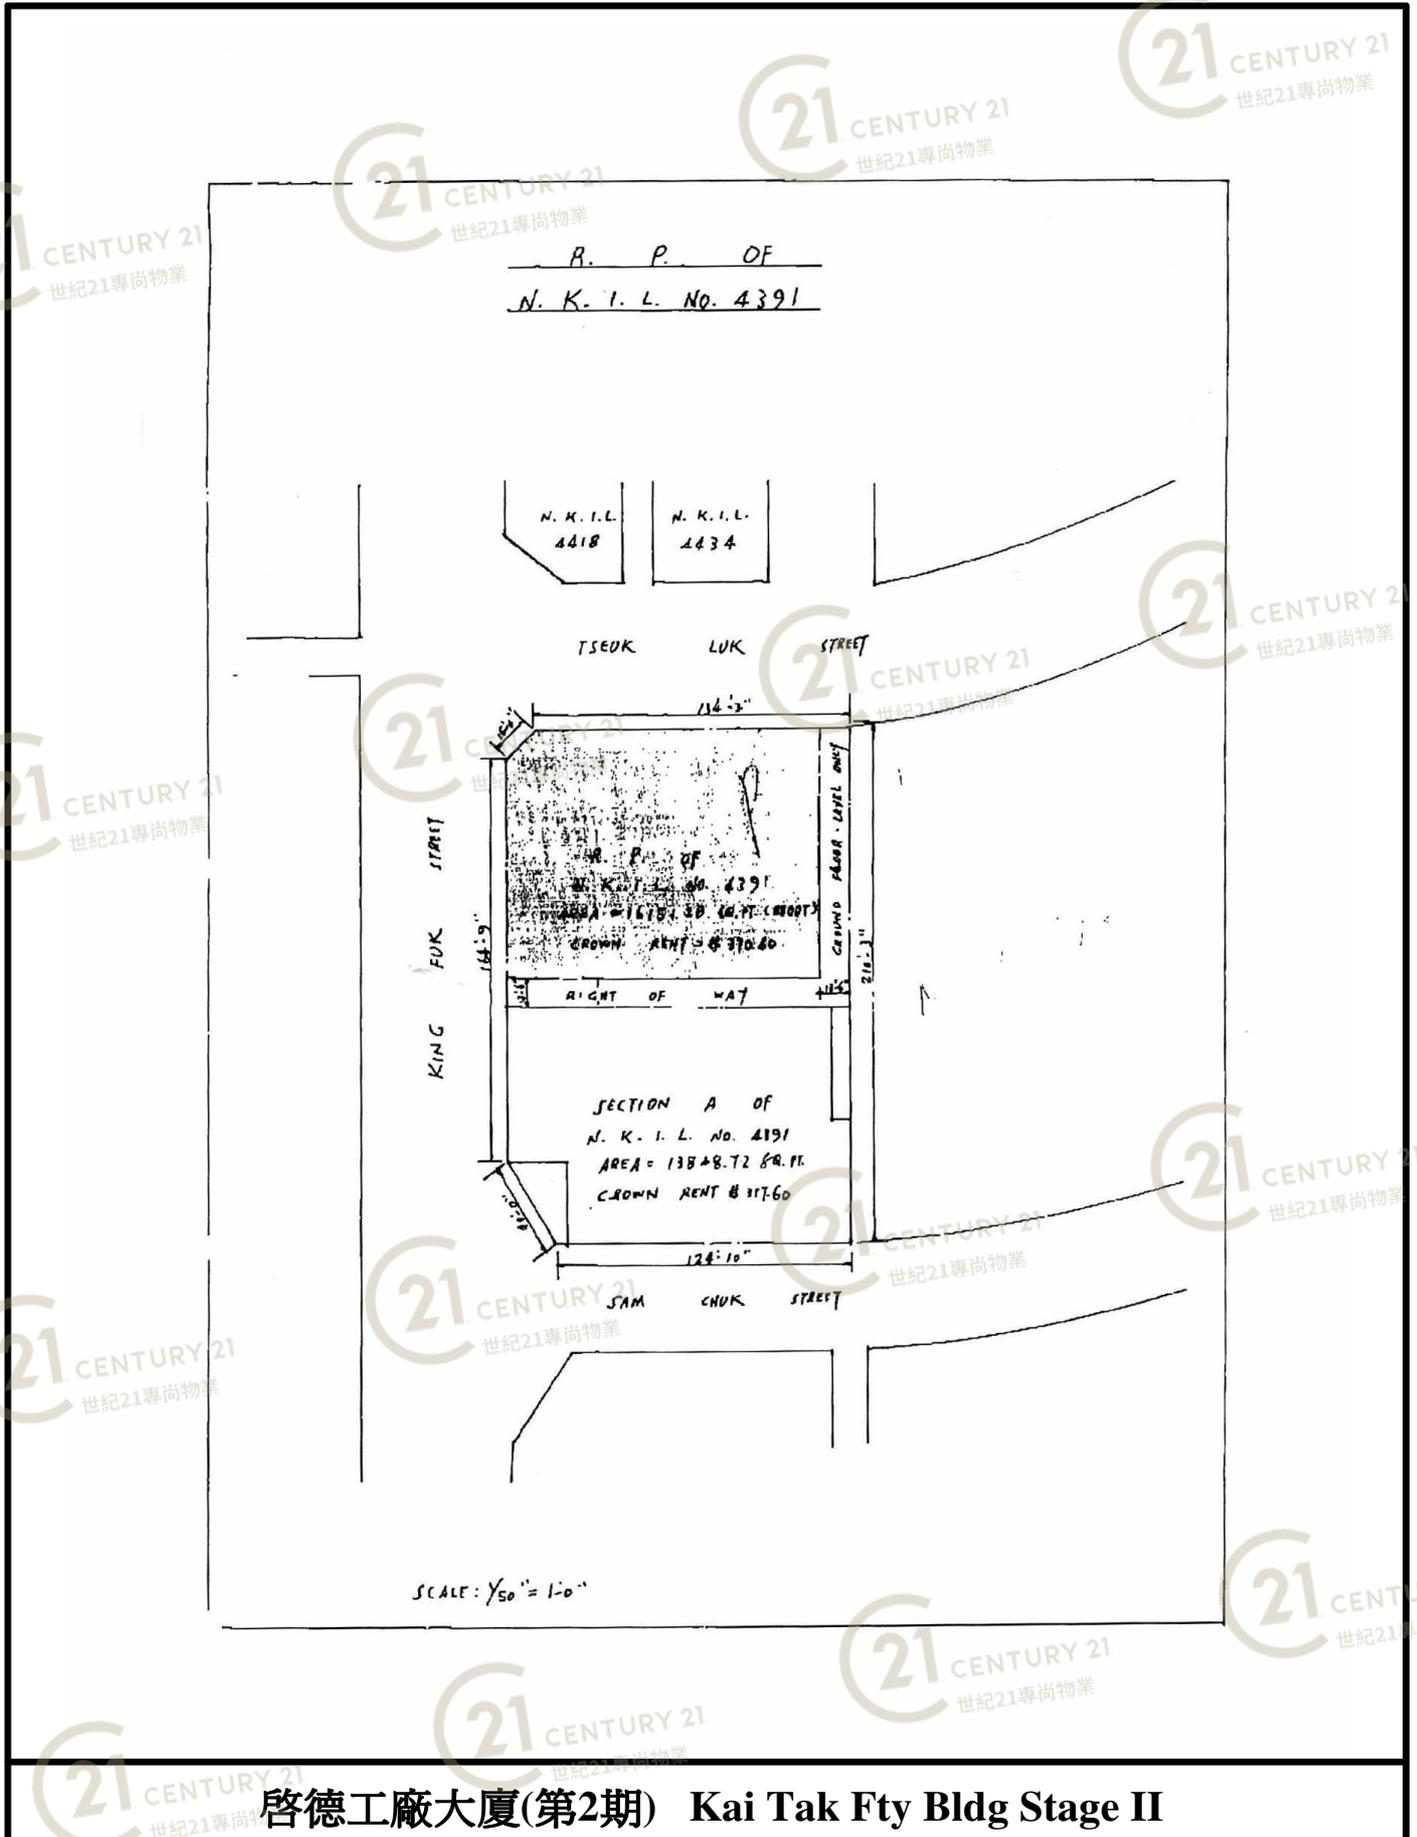 R. P. OF
N. K. I. L. NO. 4391
N. K. I. L.
4418
N. K. I. L.
4434
TSEUK LUK STREET
134'-3"
KING FUK STREET
164'-9"
GROUND FLOOR LEVEL ONLY
210'-3"
R. P. OF
N. K. I. L. NO. 4391
CROWN RENT = $ 370.60
RIGHT OF WAY
SECTION A OF
N. K. I. L. NO. 4391
AREA = 13848.72 SQ. FT.
CROWN RENT $ 317.60
124'-10"
SAM CHUK STREET
SCALE: 1/50" = 1'-0"
啓德工廠大廈(第2期) Kai Tak Fty Bldg Stage II
21 CENTURY 21
世紀21專尚物業